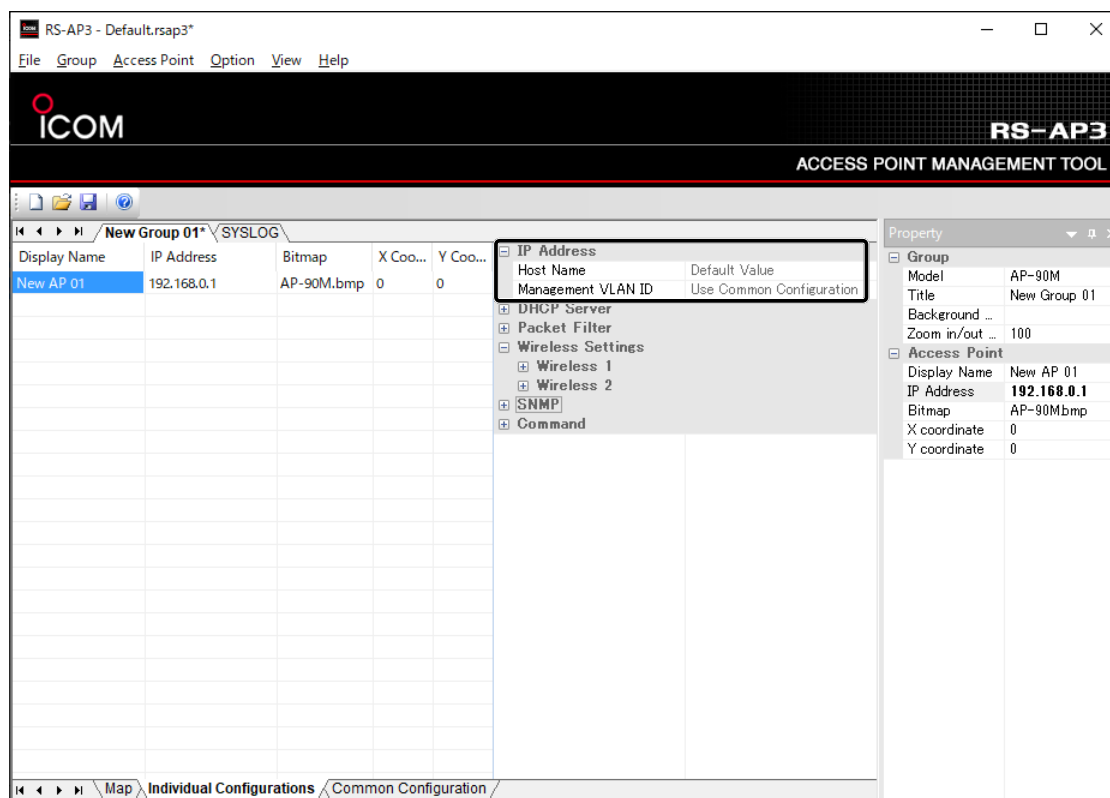 RS-AP3 - Default.rsap3*
File Group Access Point Option View Help
ICOM
ICOM
RS-AP3
ACCESS POINT MANAGEMENT TOOL
New Group 01* SYSLOG
Display Name IP Address Bitmap X Coo... Y Coo...
New AP 01 192.168.0.1 AP-90M.bmp 0 0
IP Address
Host Name Default Value
Management VLAN ID Use Common Configuration
DHCP Server
Packet Filter
Wireless Settings
Wireless 1
Wireless 2
SNMP
Command
Property
Group
Model AP-90M
Title New Group 01
Background ...
Zoom in/out ... 100
Access Point
Display Name New AP 01
IP Address 192.168.0.1
Bitmap AP-90M.bmp
X coordinate 0
Y coordinate 0
Map Individual Configurations Common Configuration